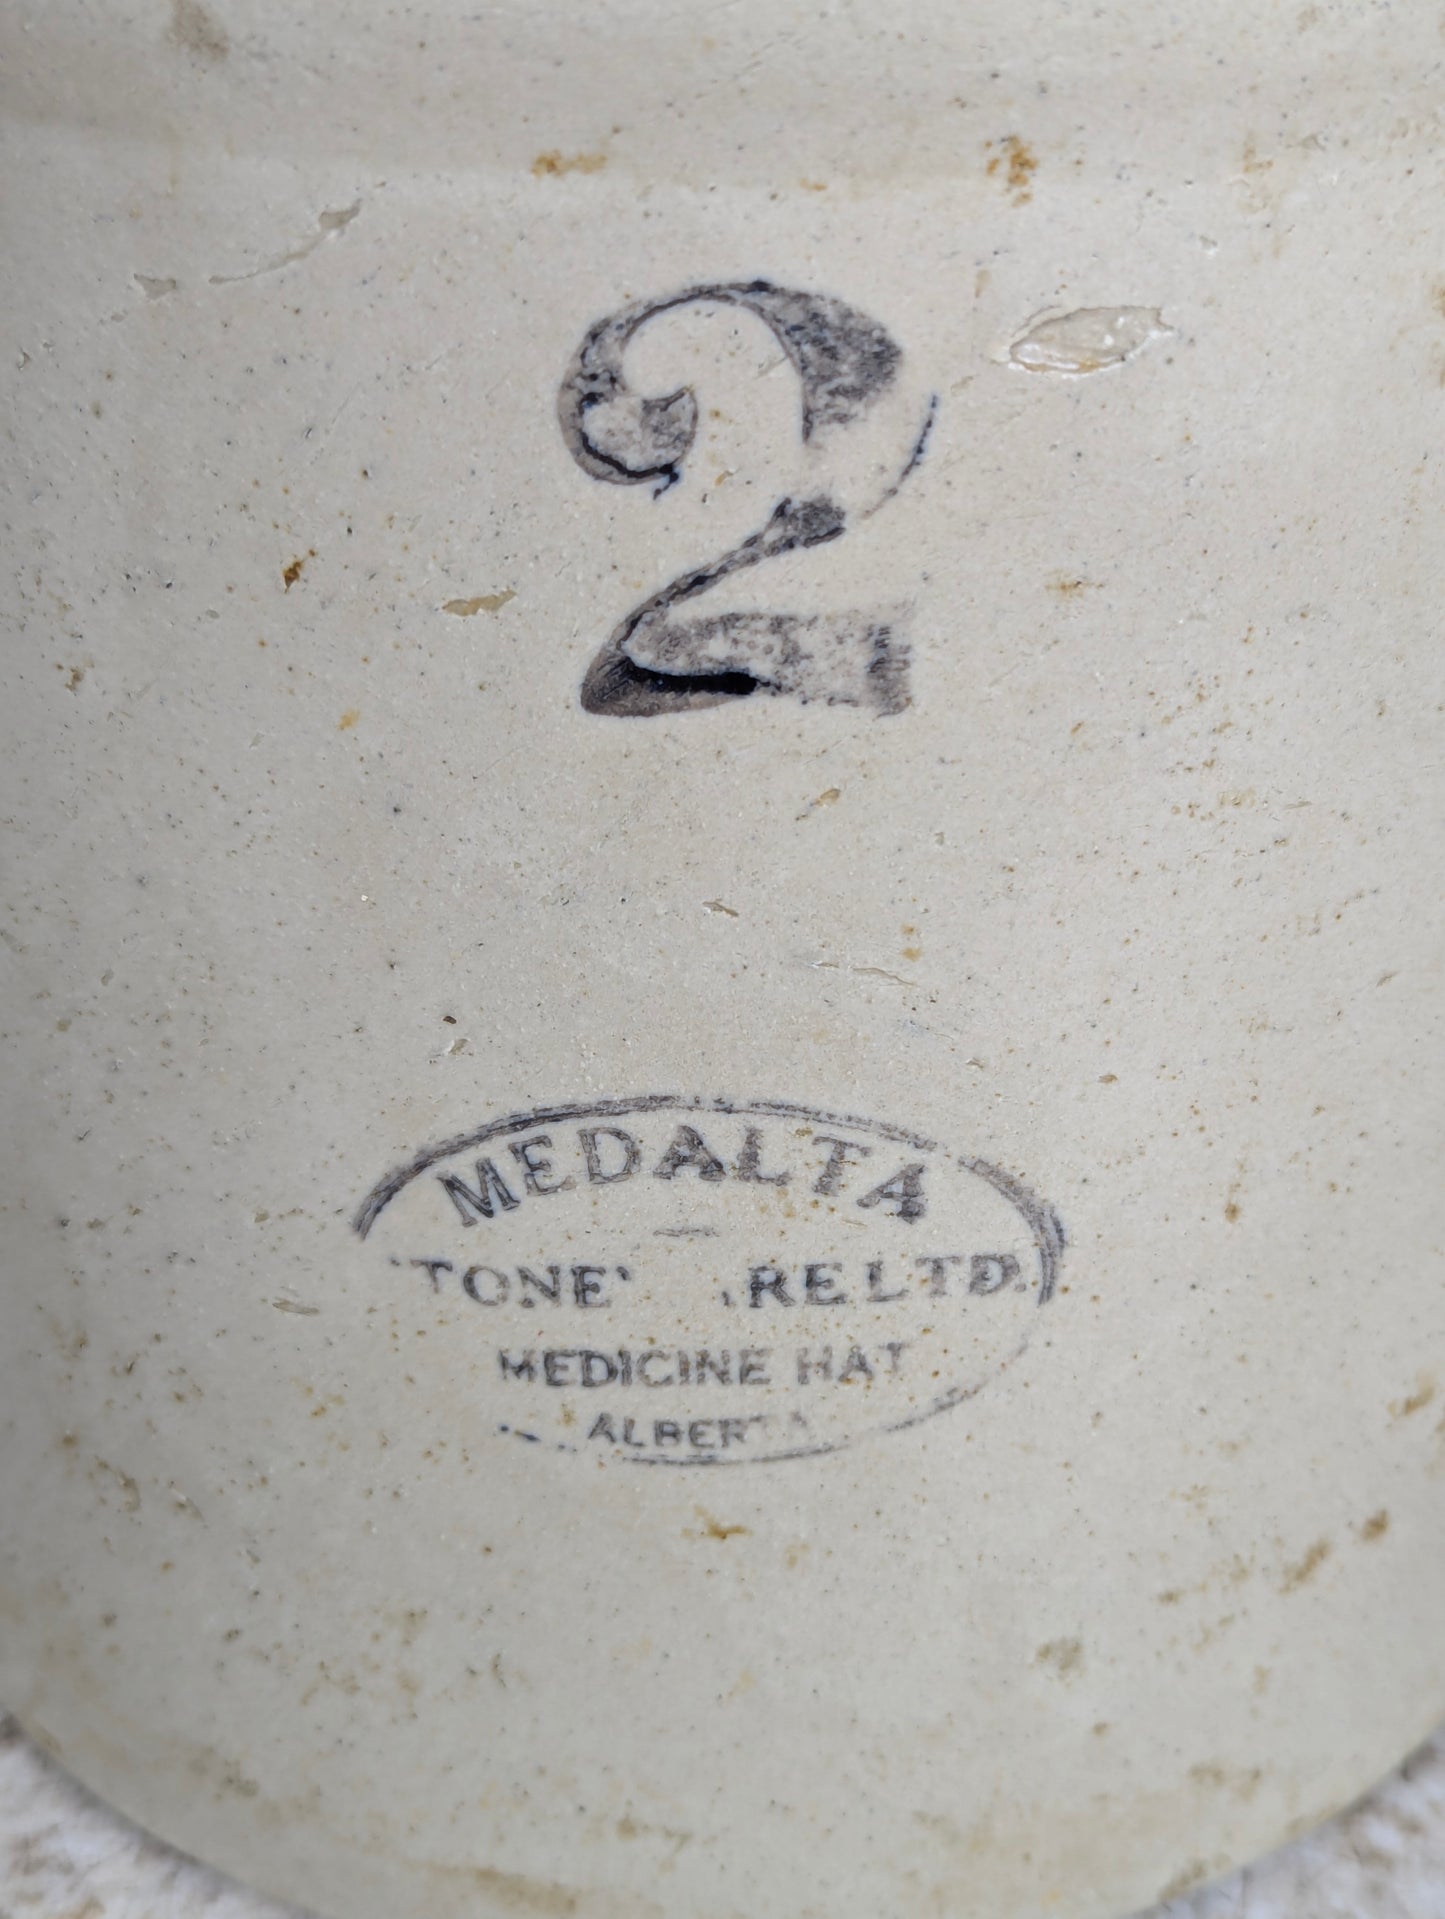 2
MEDALTA
TONE RE LTD.
MEDICINE HAT
ALBERTA